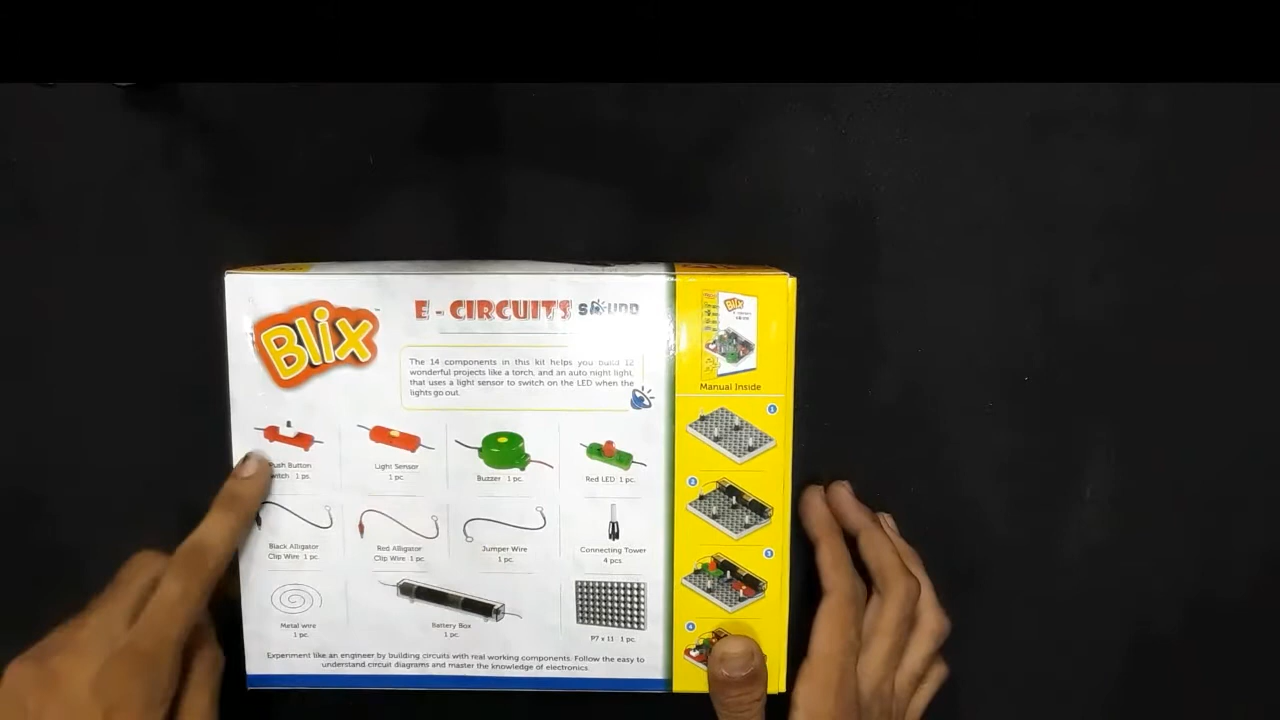 Blix
E - CIRCUITS SOUND
The 14 components in this kit helps you build 12
wonderful projects like a torch, and an auto night light,
that uses a light sensor to switch on the LED when the
lights go out.
Push Button
1 ps.
Light Sensor
1 pc.
Buzzer 1 pc.
Red LED 1 pc.
Black Alligator
Clip Wire 1 pc.
Red Alligator
Clip Wire 1 pc.
Jumper Wire
1 pc.
Connecting Tower
4 pcs.
Metal wire
1 pc.
Battery Box
1 pc.
P7 x 11 1 pc.
Experiment like an engineer by building circuits with real working components. Follow the easy to
understand circuit diagrams and master the knowledge of electronics.
Blix
Manual Inside
1
2
3
4